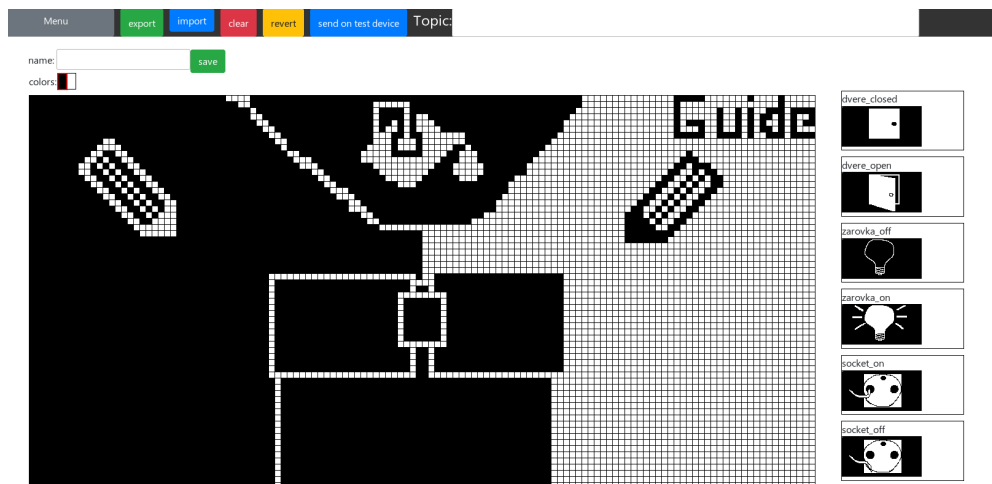 Menu export import clear revert send on test device Topic:
name: save
colors:
Guide
dvere_closed
dvere_open
zarovka_off
zarovka_on
socket_on
socket_off